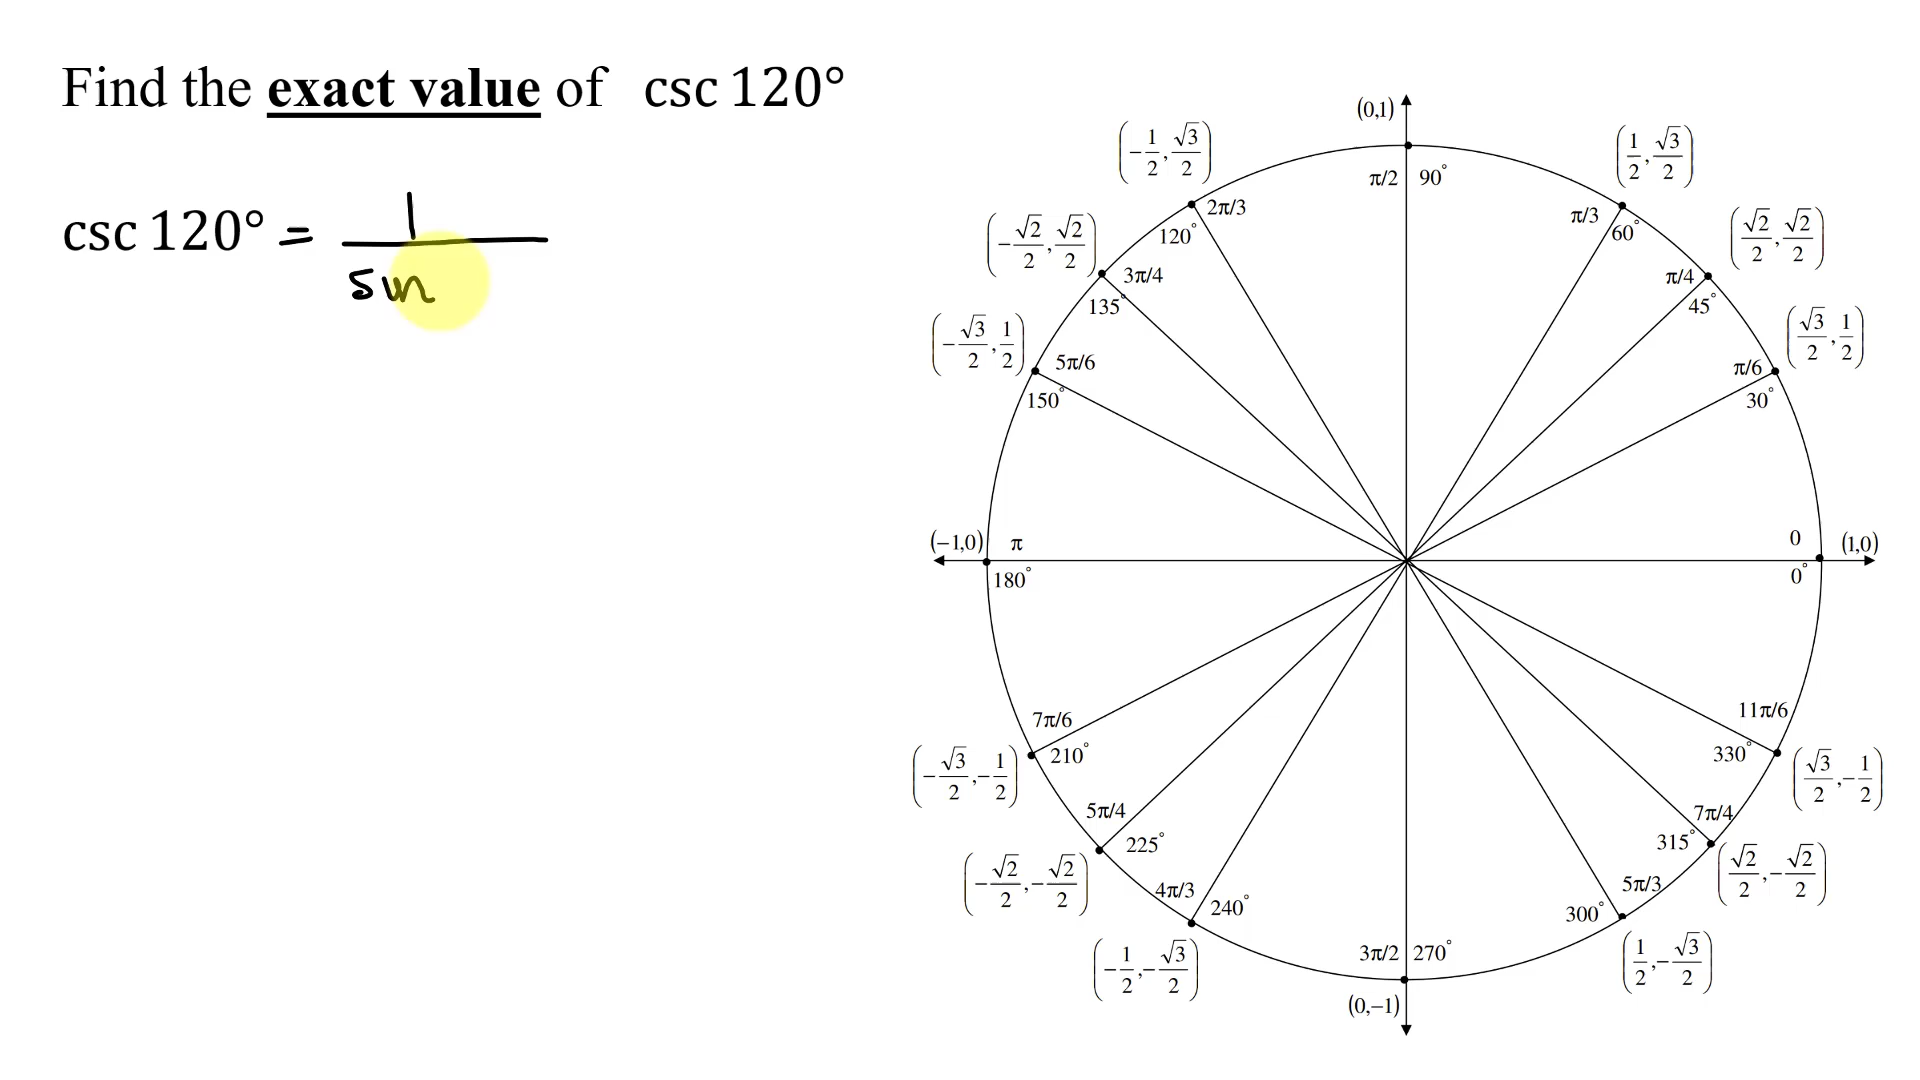 Find the exact value of csc 120°
csc 120° = 1
sin
(0,1)
(-1/2, √3/2)
(1/2, √3/2)
π/2 90°
2π/3
120°
π/3
60°
(-√2/2, √2/2)
(√2/2, √2/2)
3π/4
135°
π/4
45°
(-√3/2, 1/2)
(√3/2, 1/2)
5π/6
150°
π/6
30°
(-1,0) π
180°
0 (1,0)
0°
7π/6
210°
11π/6
330°
(-√3/2, -1/2)
(√3/2, -1/2)
5π/4
225°
7π/4
315°
(-√2/2, -√2/2)
(√2/2, -√2/2)
4π/3
240°
5π/3
300°
(-1/2, -√3/2)
3π/2 270°
(1/2, -√3/2)
(0,-1)